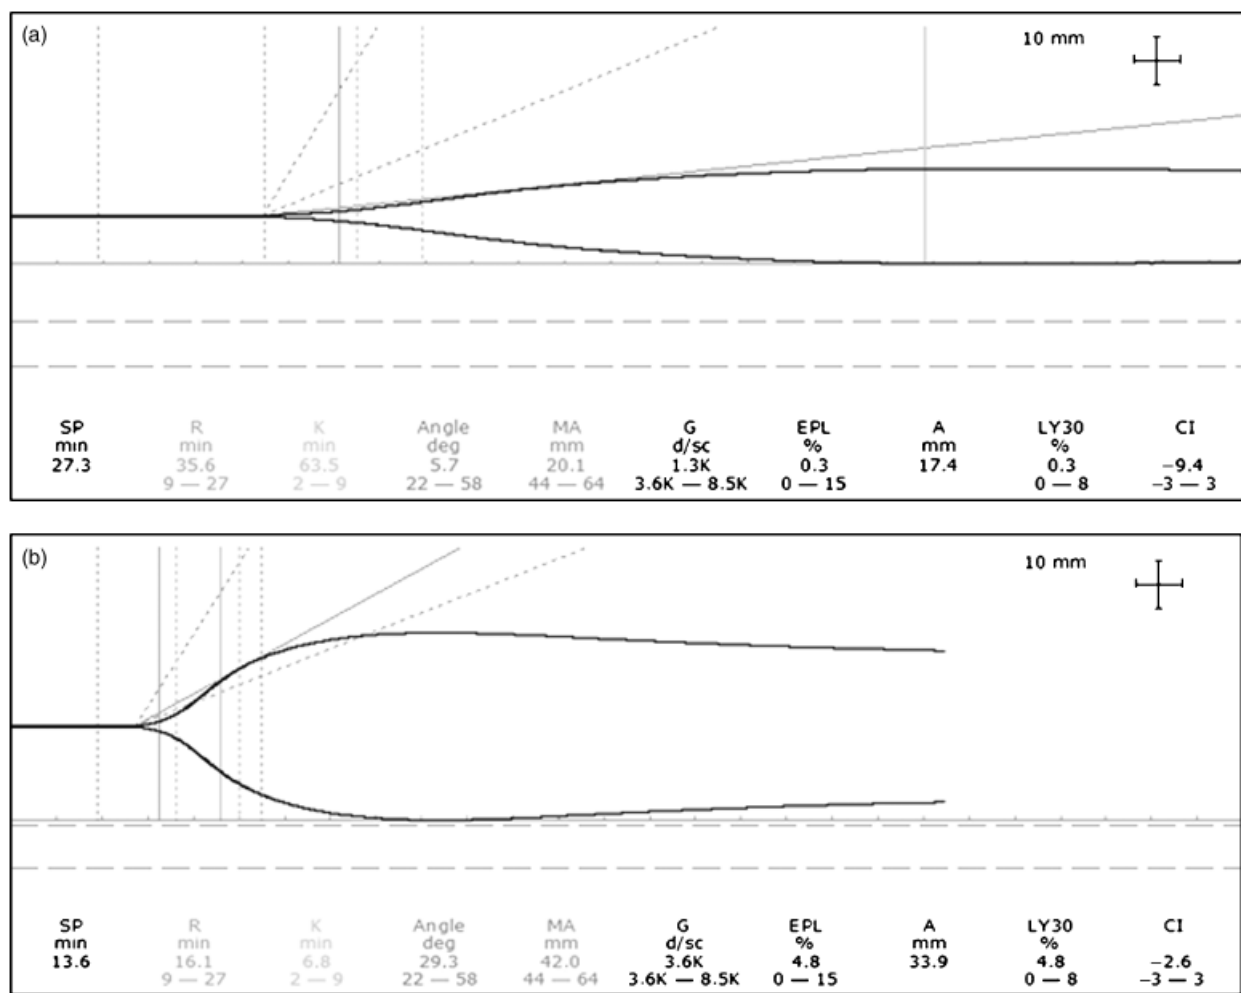 (a)
10 mm
SP R K Angle MA G EPL A LY30 CI
min min min deg mm d/sc % mm %
27.3 35.6 63.5 5.7 20.1 1.3K 0.3 17.4 0.3 −9.4
9 — 27 2 — 9 22 — 58 44 — 64 3.6K — 8.5K 0 — 15 0 — 8 −3 — 3
(b)
10 mm
SP R K Angle MA G EPL A LY30 CI
min min min deg mm d/sc % mm %
13.6 16.1 6.8 29.3 42.0 3.6K 4.8 33.9 4.8 −2.6
9 — 27 2 — 9 22 — 58 44 — 64 3.6K — 8.5K 0 — 15 0 — 8 −3 — 3